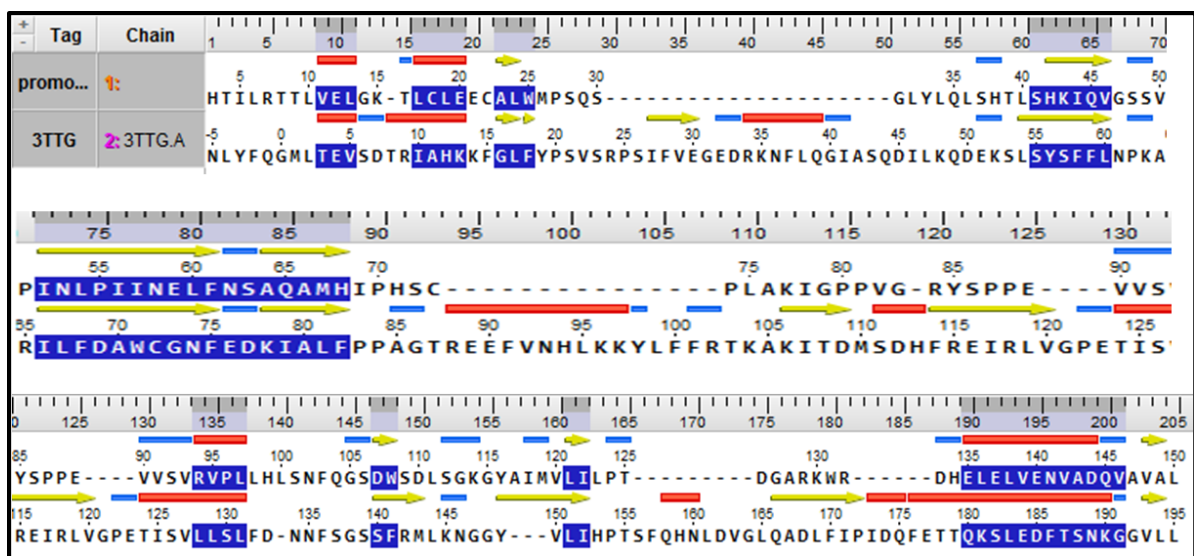 + - Tag Chain 1 5 10 15 20 25 30 35 40 45 50 55 60 65 70
5 10 15 20 25 30 35 40 45 50
promo... 1: HTILRTTLVELGK-TLCLEECALWMPSQS---------------------GLYLQLSHTLSHKIQVGSSV
-5 0 5 10 15 20 25 30 35 40 45 50 55 60
3TTG 2: 3TTG.A NLYFQGMLTEVSDTRIAHKKFGLFYPSVSRPSIFVEGEDRKNFLQGIASQDILKQDEKSLSYSFFLNPKA
75 80 85 90 95 100 105 110 115 120 125 130
55 60 65 70 75 80 85 90
PINLPIINELFNSAQAMHIPHSC---------------PLAKIGPPVG-RYSPPE----VVS
65 70 75 80 85 90 95 100 105 110 115 120 125
RILFDAWCGNFEDKIALFPPAGTREEFVNHLKKYLFFRTKAKITDMSDHFREIRLVGPETIS
125 130 135 140 145 150 155 160 165 170 175 180 185 190 195 200 205
85 90 95 100 105 110 115 120 125 130 135 140 145 150
YSPPE----VVSVRVPLLHLSNFQGSDWSDLSGKGYAIMVLILPT---------DGARKWR------DHELELVENVADQVAVAL
115 120 125 130 135 140 145 150 155 160 165 170 175 180 185 190 195
REIRLVGPETISVLLSLFD-NNFSGSSFRMLKNGGY---VLIHPTSFQHNLDVGLQADLFIPIDQFETTQKSLEDFTSNKGGVLL